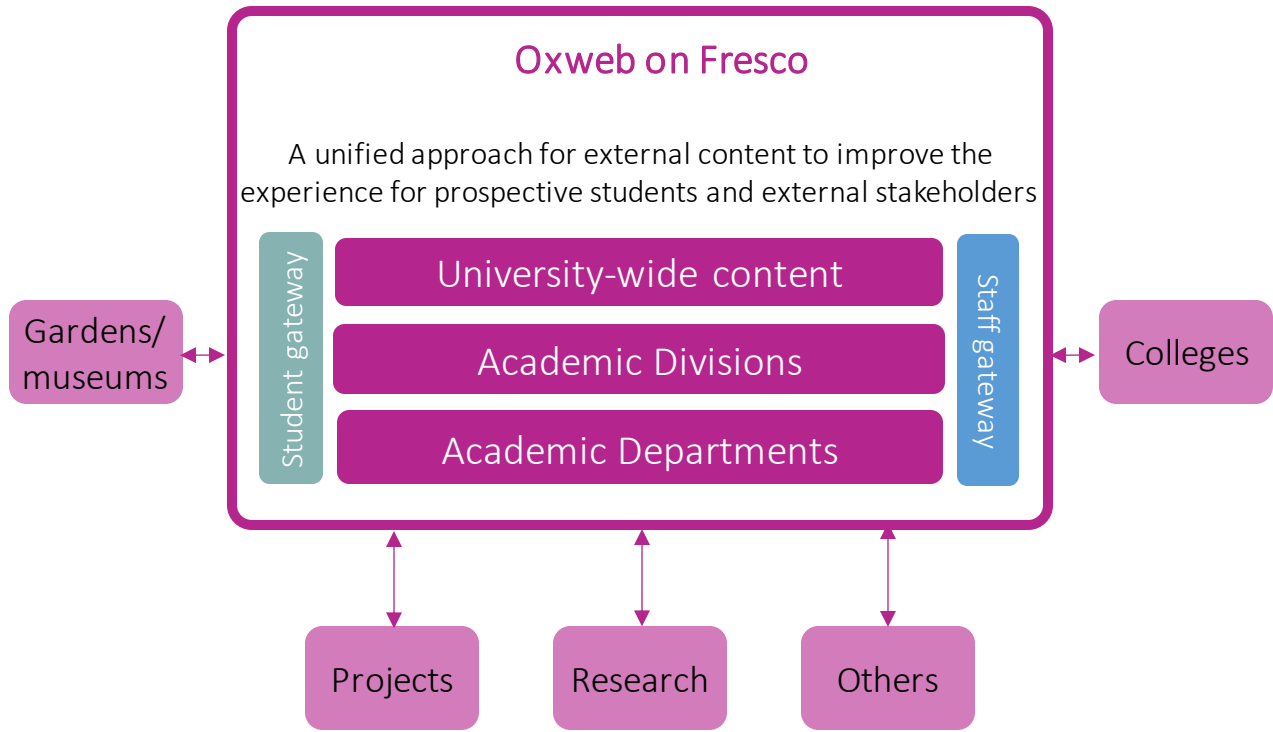 Oxweb on Fresco
A unified approach for external content to improve the
experience for prospective students and external stakeholders
Student gateway
University-wide content
Academic Divisions
Academic Departments
Staff gateway
Gardens/
museums
Colleges
Projects
Research
Others